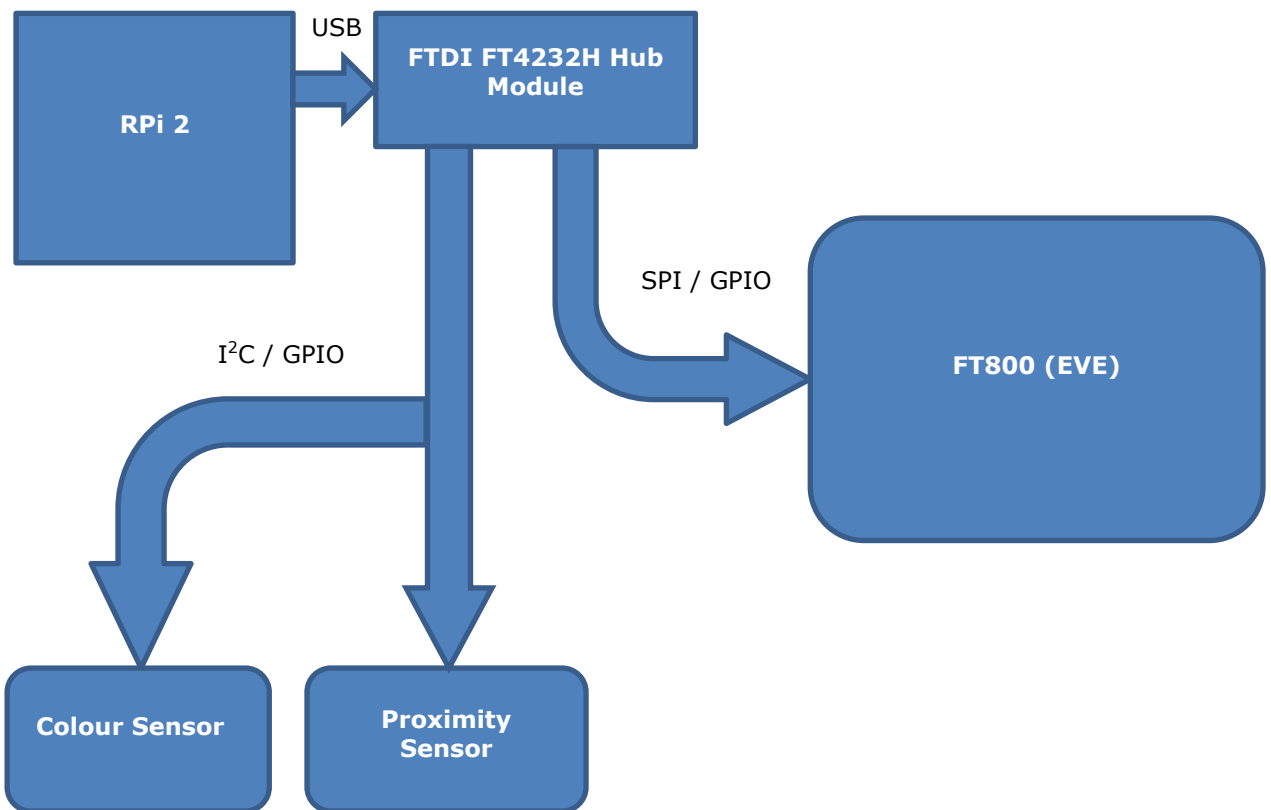 USB
RPi 2
FTDI FT4232H Hub
Module
SPI / GPIO
I²C / GPIO
FT800 (EVE)
Colour Sensor
Proximity
Sensor